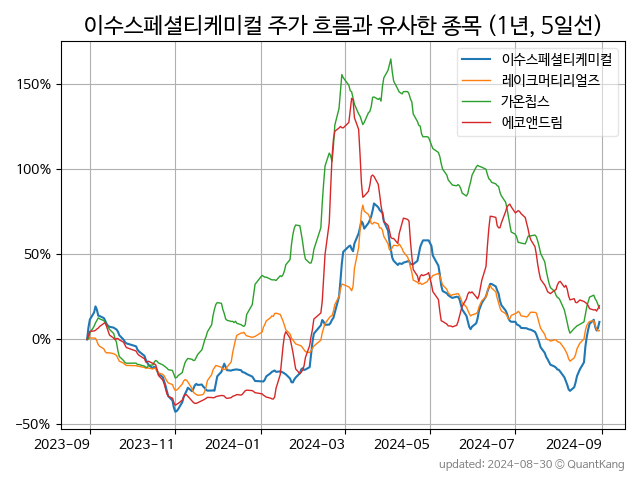 이수스페셜티케미컬 주가 흐름과 유사한 종목 (1년, 5일선)
이수스페셜티케미컬
레이크머티리얼즈
가온칩스
에코앤드림
150%
100%
50%
0%
−50%
2023-09 2023-11 2024-01 2024-03 2024-05 2024-07 2024-09
updated: 2024-08-30 © QuantKang